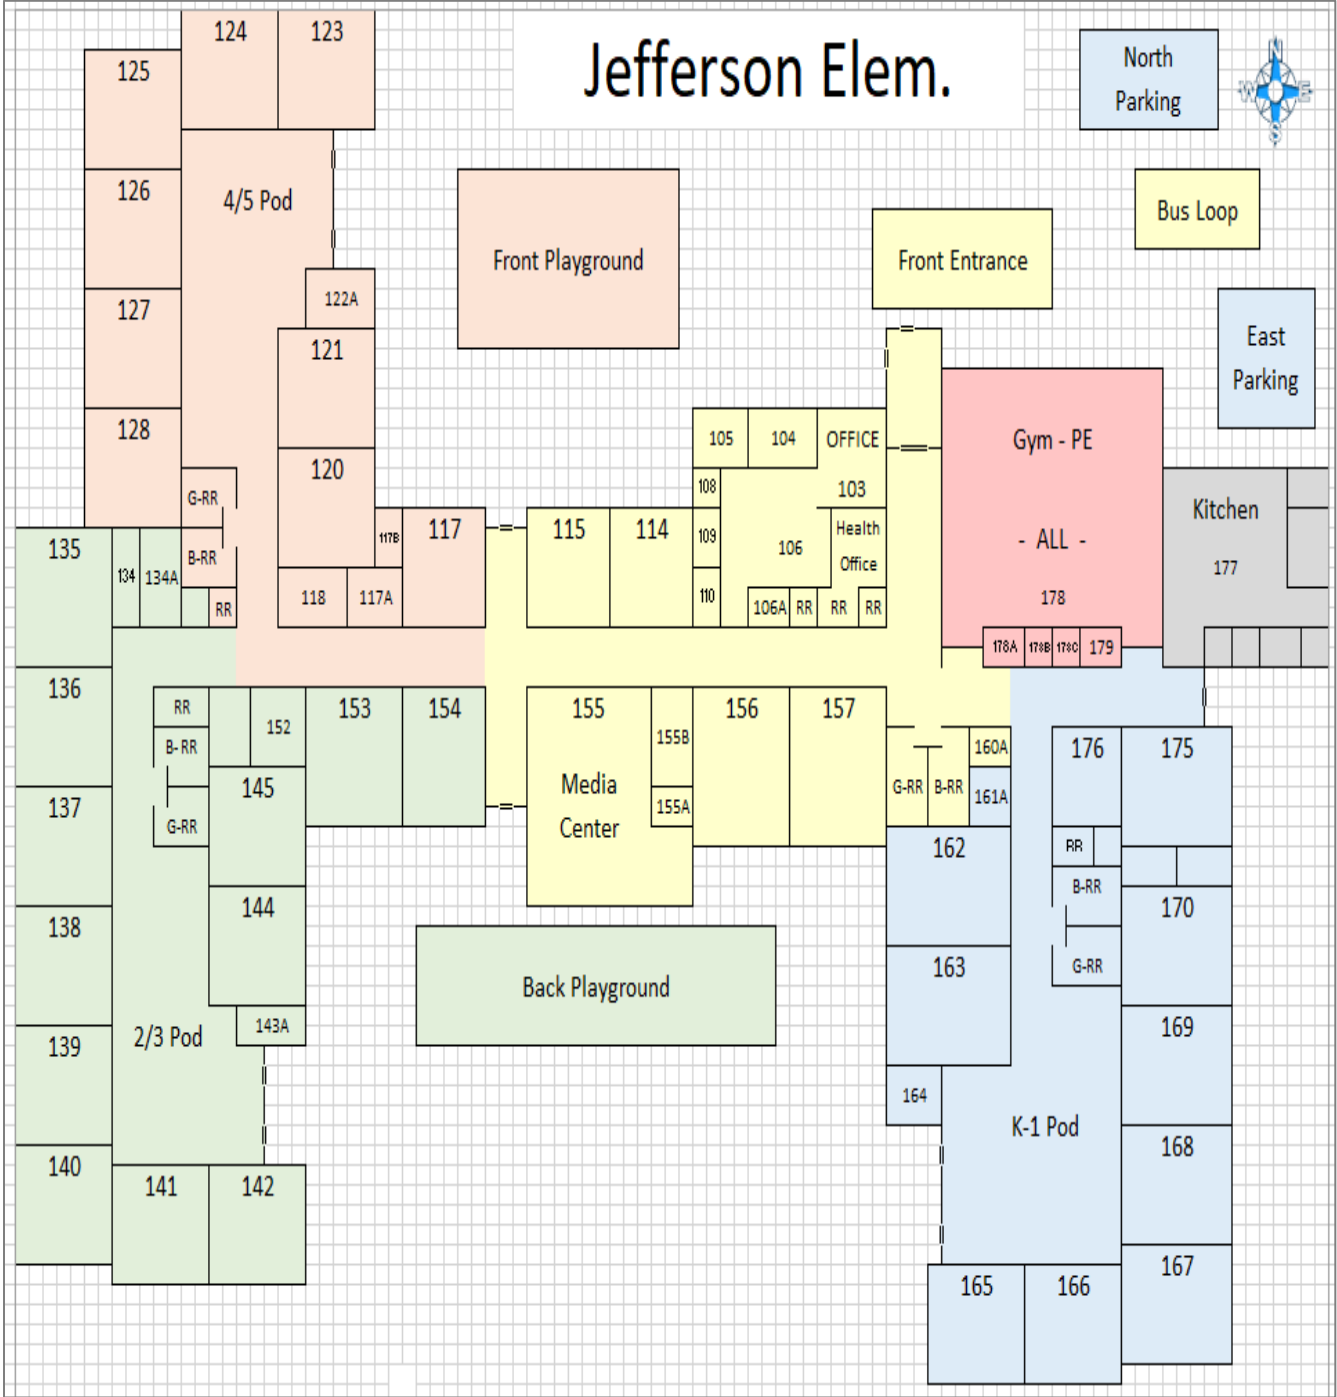 Jefferson Elem.
124
123
125
North
Parking
N
W
E
S
126
4/5 Pod
Bus Loop
Front Playground
Front Entrance
127
122A
East
Parking
121
128
105
104
OFFICE
Gym - PE
120
108
103
G-RR
Kitchen
117B
117
115
114
109
Health
Office
- ALL -
135
134
134A
B-RR
106
177
118
117A
110
106A
RR
RR
RR
178
RR
178A
178B
178C
179
136
RR
152
153
154
155
155B
156
157
B-RR
160A
176
175
145
Media
Center
155A
G-RR
B-RR
161A
137
G-RR
162
RR
B-RR
138
144
170
163
G-RR
Back Playground
143A
2/3 Pod
139
169
164
K-1 Pod
140
168
141
142
165
166
167